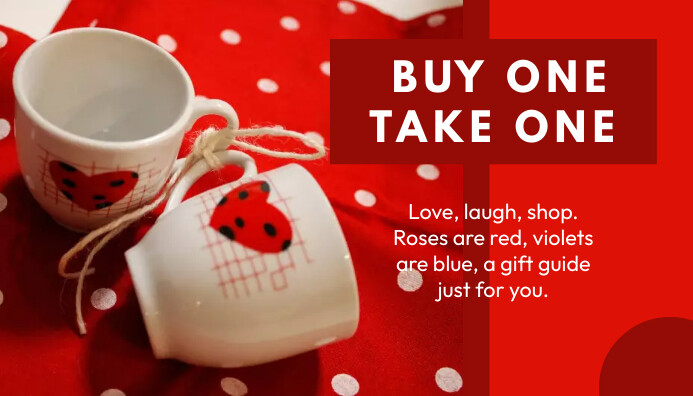 BUY ONE
TAKE ONE
Love, laugh, shop.
Roses are red, violets
are blue, a gift guide
just for you.